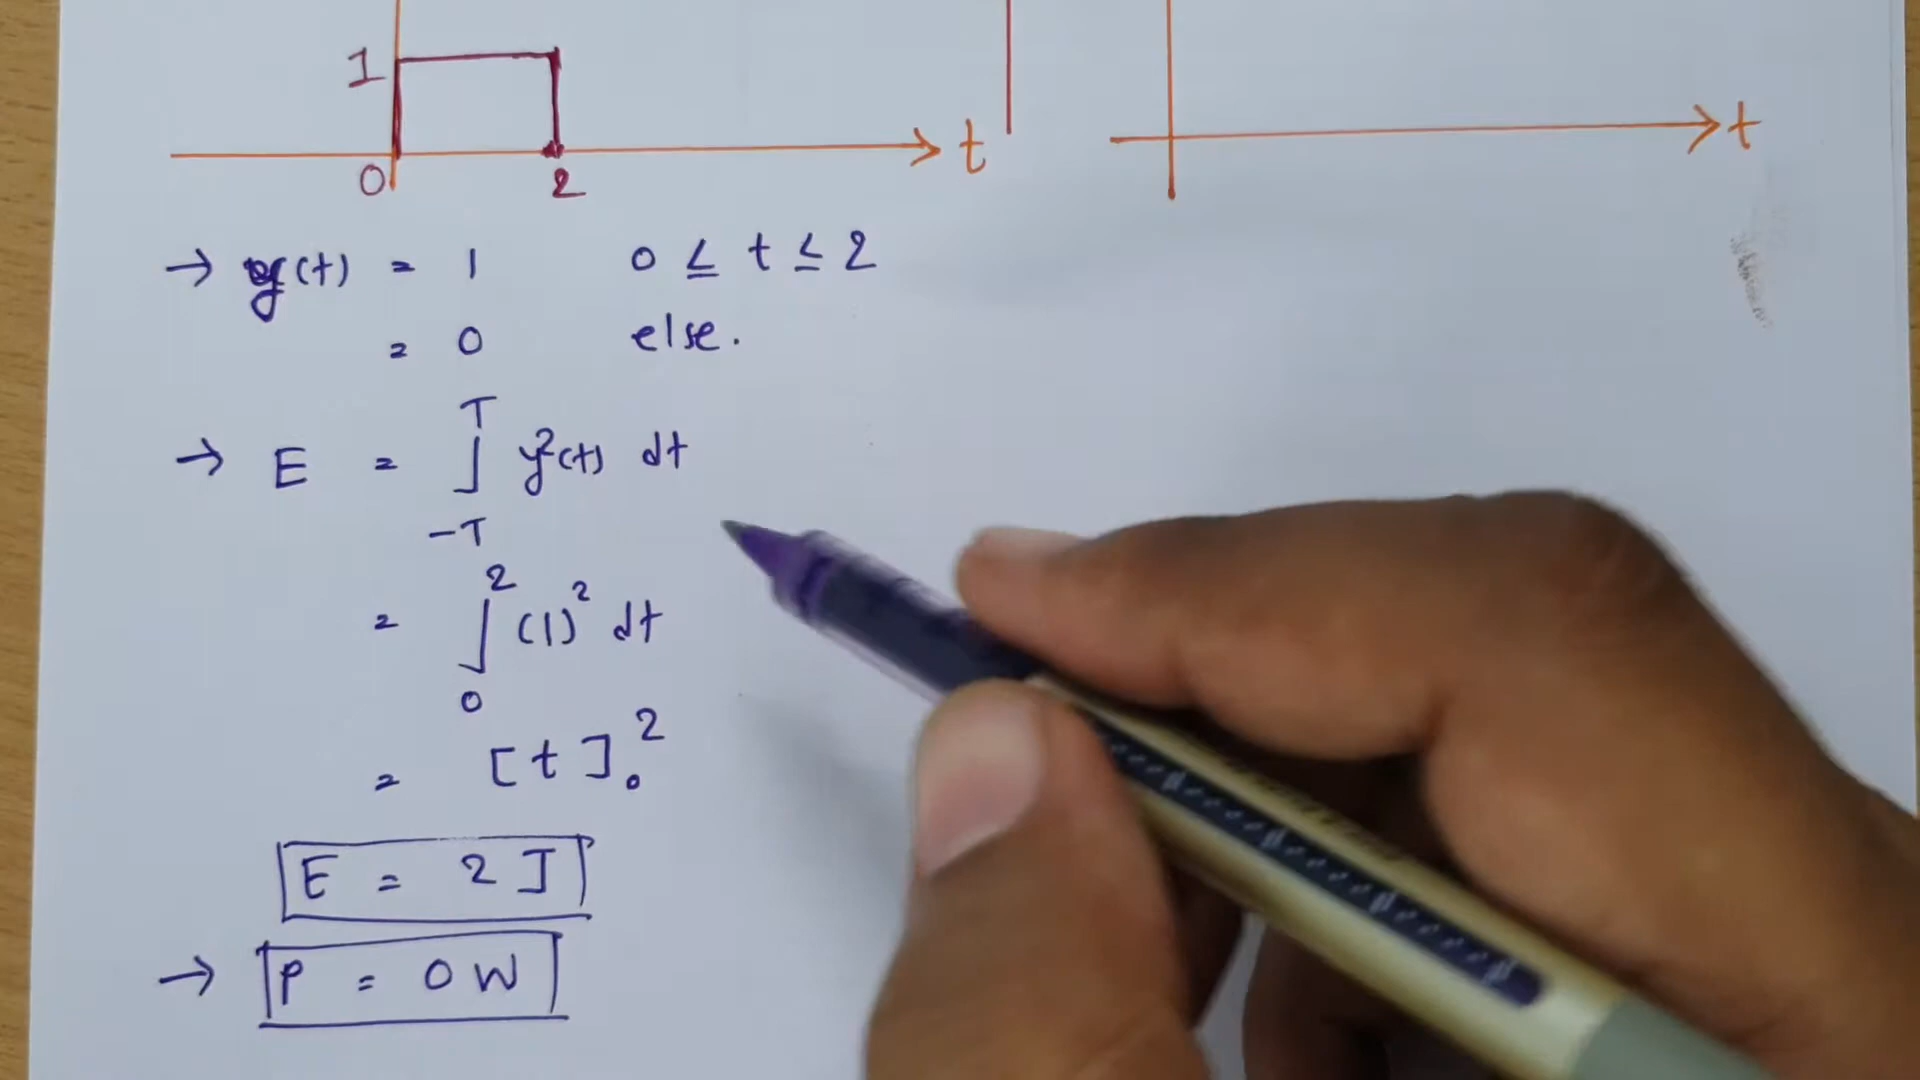 1
t
t
0
2
→ y(t) = 1 0 ≤ t ≤ 2
= 0 else.
→ E = ∫_{-T}^{T} y²(t) dt
= ∫_{0}^{2} (1)² dt
= [t]₀²
E = 2 J
→ P = 0 W